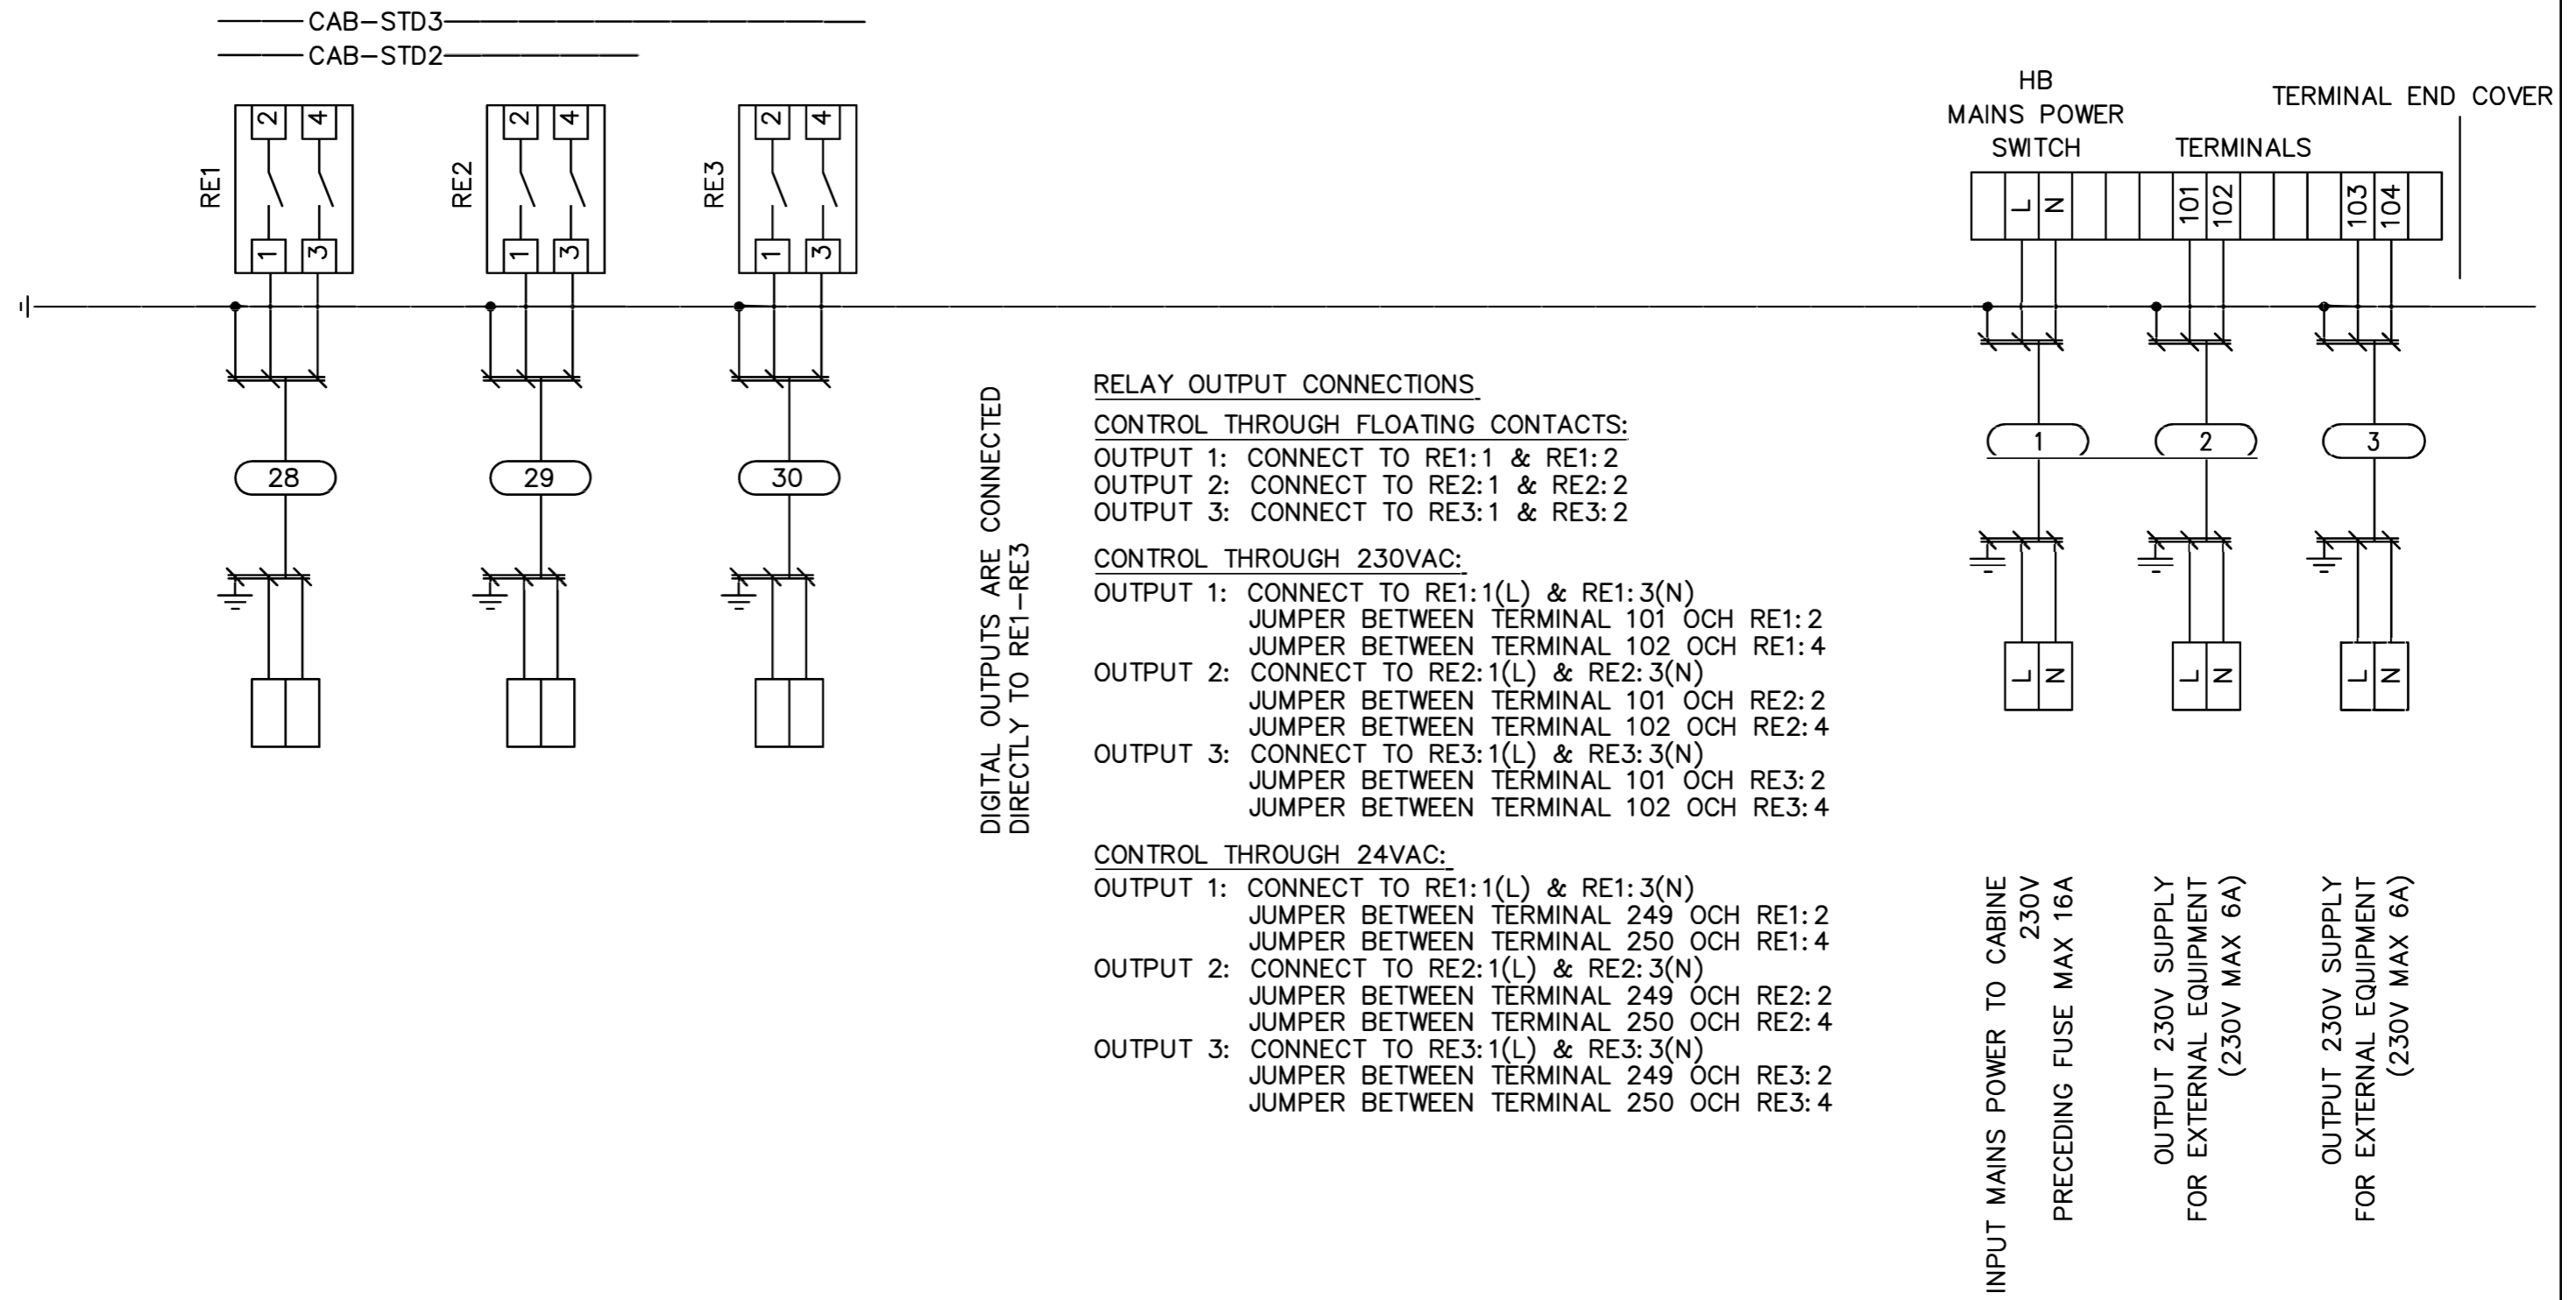 CAB-STD3
CAB-STD2
RE1
2 4
1 3
RE2
2 4
1 3
RE3
2 4
1 3
28
29
30
DIGITAL OUTPUTS ARE CONNECTED
DIRECTLY TO RE1-RE3
RELAY OUTPUT CONNECTIONS
CONTROL THROUGH FLOATING CONTACTS:
OUTPUT 1: CONNECT TO RE1:1 & RE1:2
OUTPUT 2: CONNECT TO RE2:1 & RE2:2
OUTPUT 3: CONNECT TO RE3:1 & RE3:2
CONTROL THROUGH 230VAC:
OUTPUT 1: CONNECT TO RE1:1(L) & RE1:3(N)
JUMPER BETWEEN TERMINAL 101 OCH RE1:2
JUMPER BETWEEN TERMINAL 102 OCH RE1:4
OUTPUT 2: CONNECT TO RE2:1(L) & RE2:3(N)
JUMPER BETWEEN TERMINAL 101 OCH RE2:2
JUMPER BETWEEN TERMINAL 102 OCH RE2:4
OUTPUT 3: CONNECT TO RE3:1(L) & RE3:3(N)
JUMPER BETWEEN TERMINAL 101 OCH RE3:2
JUMPER BETWEEN TERMINAL 102 OCH RE3:4
CONTROL THROUGH 24VAC:
OUTPUT 1: CONNECT TO RE1:1(L) & RE1:3(N)
JUMPER BETWEEN TERMINAL 249 OCH RE1:2
JUMPER BETWEEN TERMINAL 250 OCH RE1:4
OUTPUT 2: CONNECT TO RE2:1(L) & RE2:3(N)
JUMPER BETWEEN TERMINAL 249 OCH RE2:2
JUMPER BETWEEN TERMINAL 250 OCH RE2:4
OUTPUT 3: CONNECT TO RE3:1(L) & RE3:3(N)
JUMPER BETWEEN TERMINAL 249 OCH RE3:2
JUMPER BETWEEN TERMINAL 250 OCH RE3:4
HB
MAINS POWER
SWITCH
TERMINALS
TERMINAL END COVER
L N 101 102 103 104
1
2
3
L N
L N
L N
INPUT MAINS POWER TO CABINE
230V
PRECEDING FUSE MAX 16A
OUTPUT 230V SUPPLY
FOR EXTERNAL EQUIPMENT
(230V MAX 6A)
OUTPUT 230V SUPPLY
FOR EXTERNAL EQUIPMENT
(230V MAX 6A)